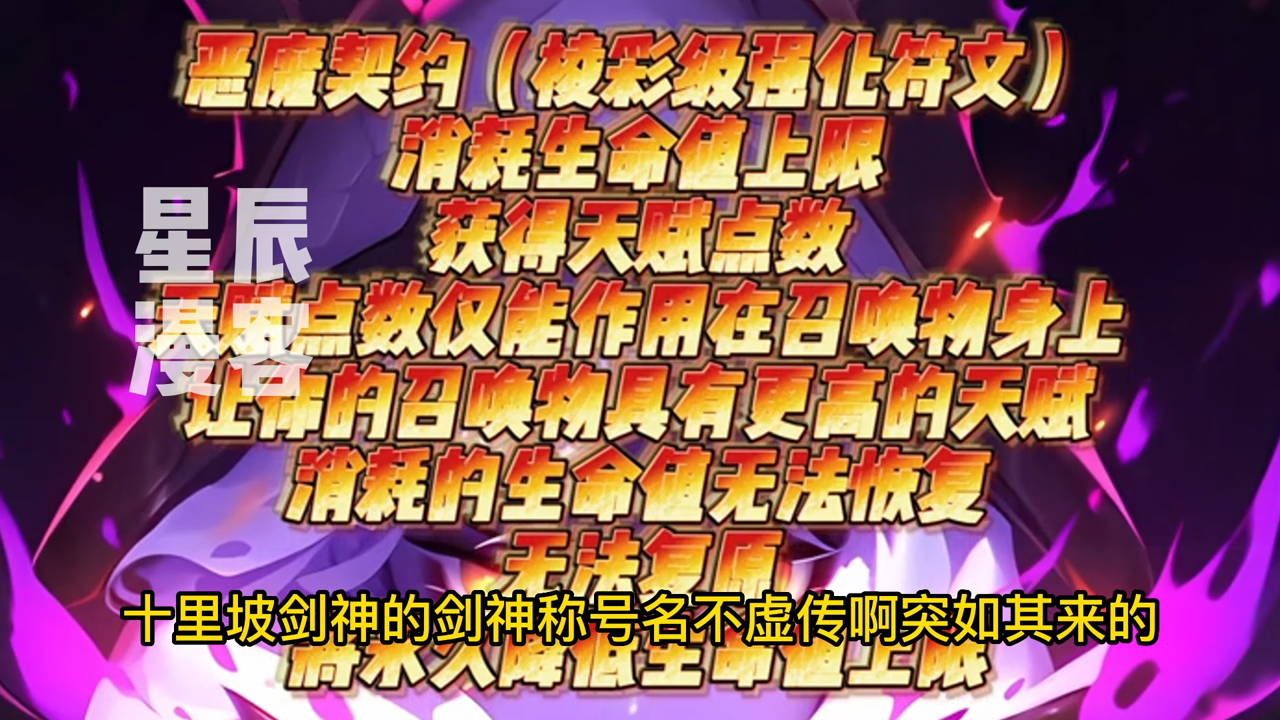 恶魔契约（棱彩级强化符文）
消耗生命值上限
获得天赋点数
星辰
凌客
天赋点数仅能作用在召唤物身上
让你的召唤物具有更高的天赋
消耗的生命值无法恢复
无法复原
十里坡剑神的剑神称号名不虚传啊突如其来的
将永久降低生命值上限